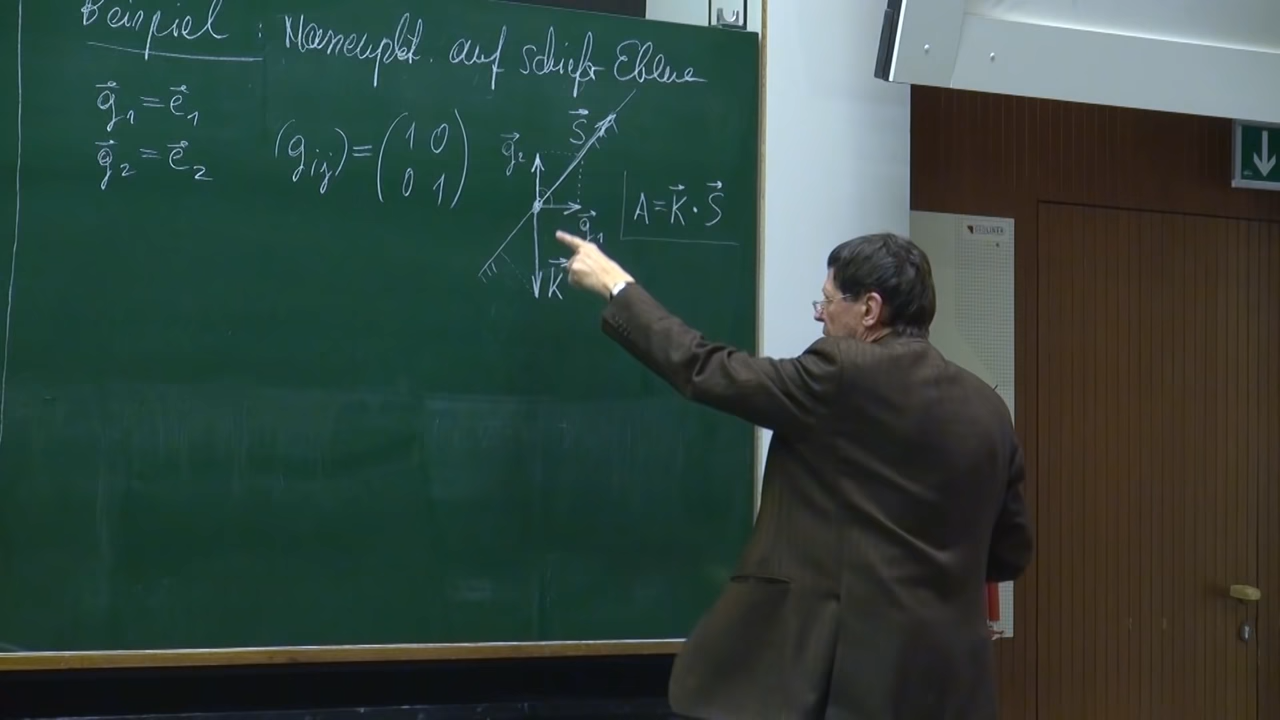 Beispiel : Massenpkt. auf schiefer Ebene
g⃗₁ = e⃗₁
g⃗₂ = e⃗₂
(gᵢⱼ) = (1 0
0 1)
S⃗
g⃗₂
g⃗₁
K⃗
A = K⃗ · S⃗